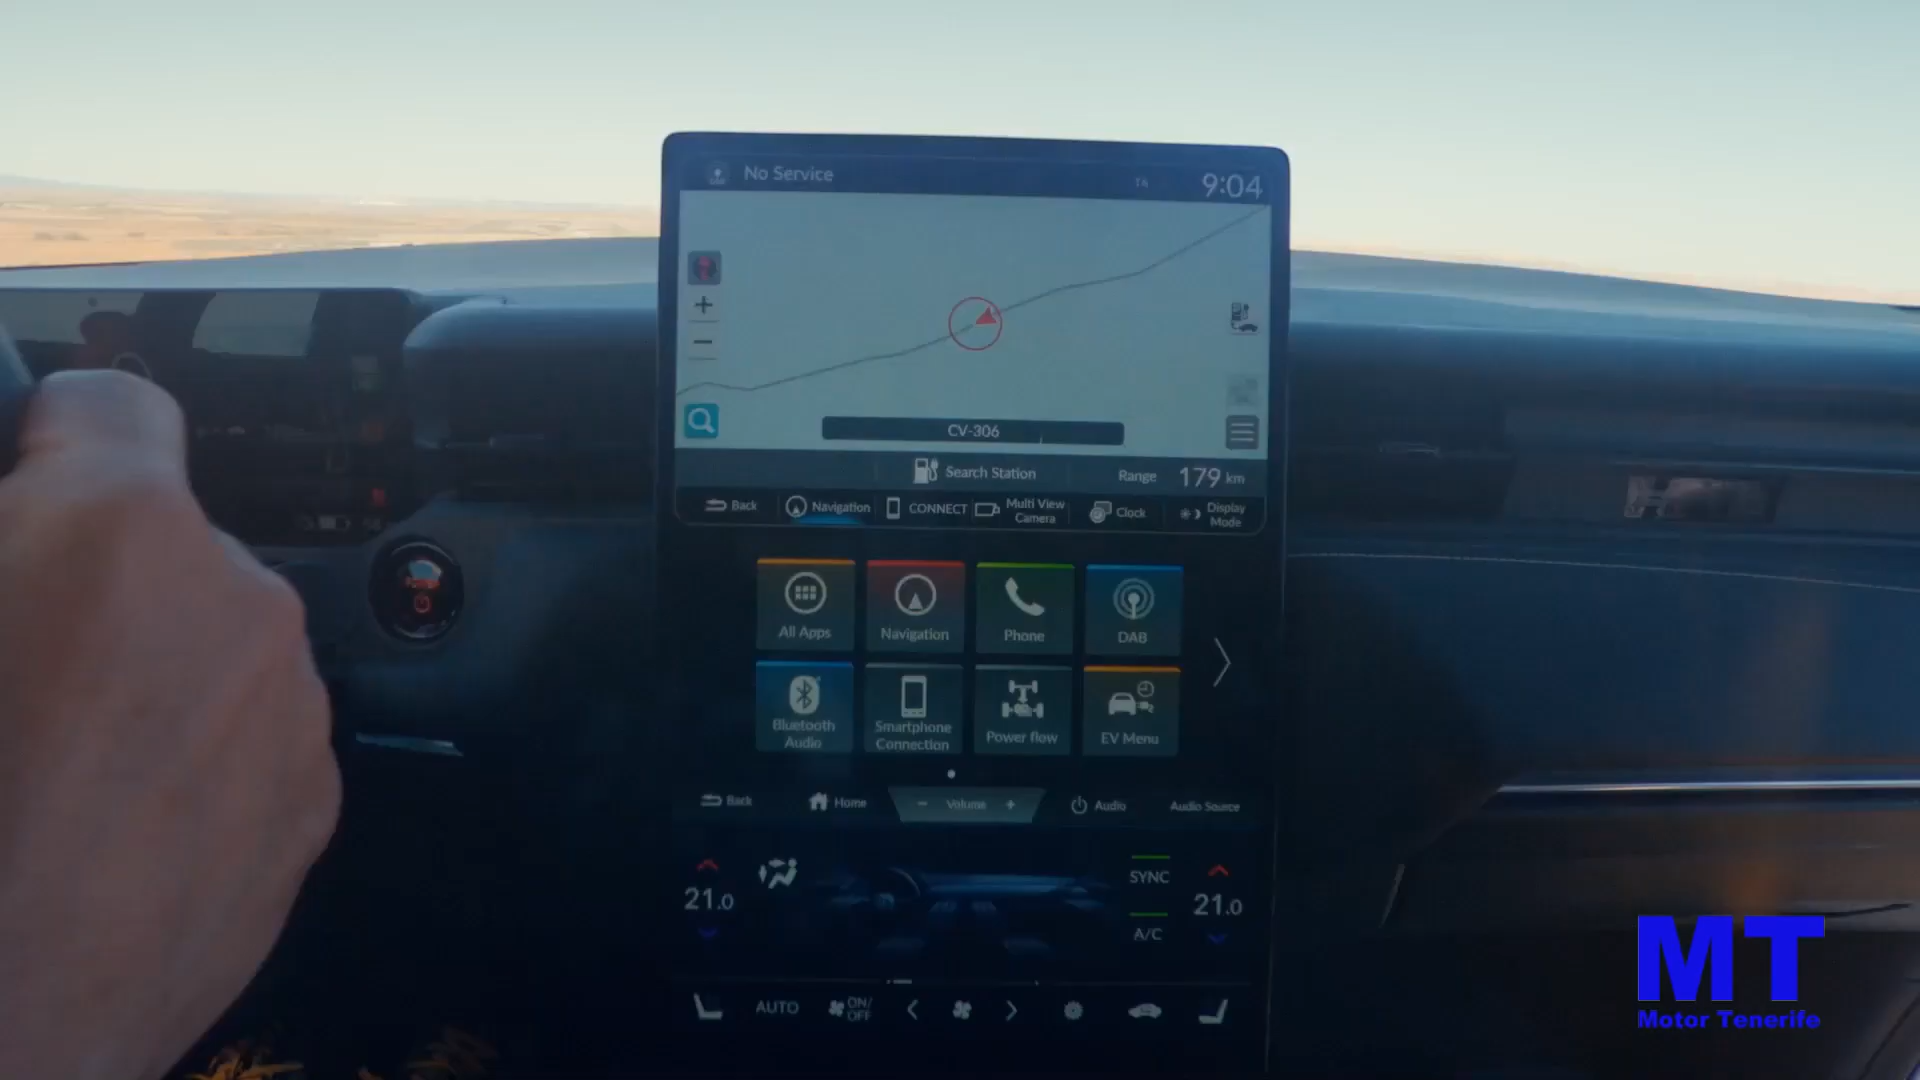 No Service
TA
9:04
CV-306
Search Station
Range 179 km
Back
Navigation
CONNECT
Multi View
Camera
Clock
Display
Mode
All Apps
Navigation
Phone
DAB
Bluetooth
Audio
Smartphone
Connection
Power flow
EV Menu
Back
Home
- Volume +
Audio
Audio Source
21.0
SYNC
21.0
A/C
AUTO
ON/
OFF
MT
Motor Tenerife